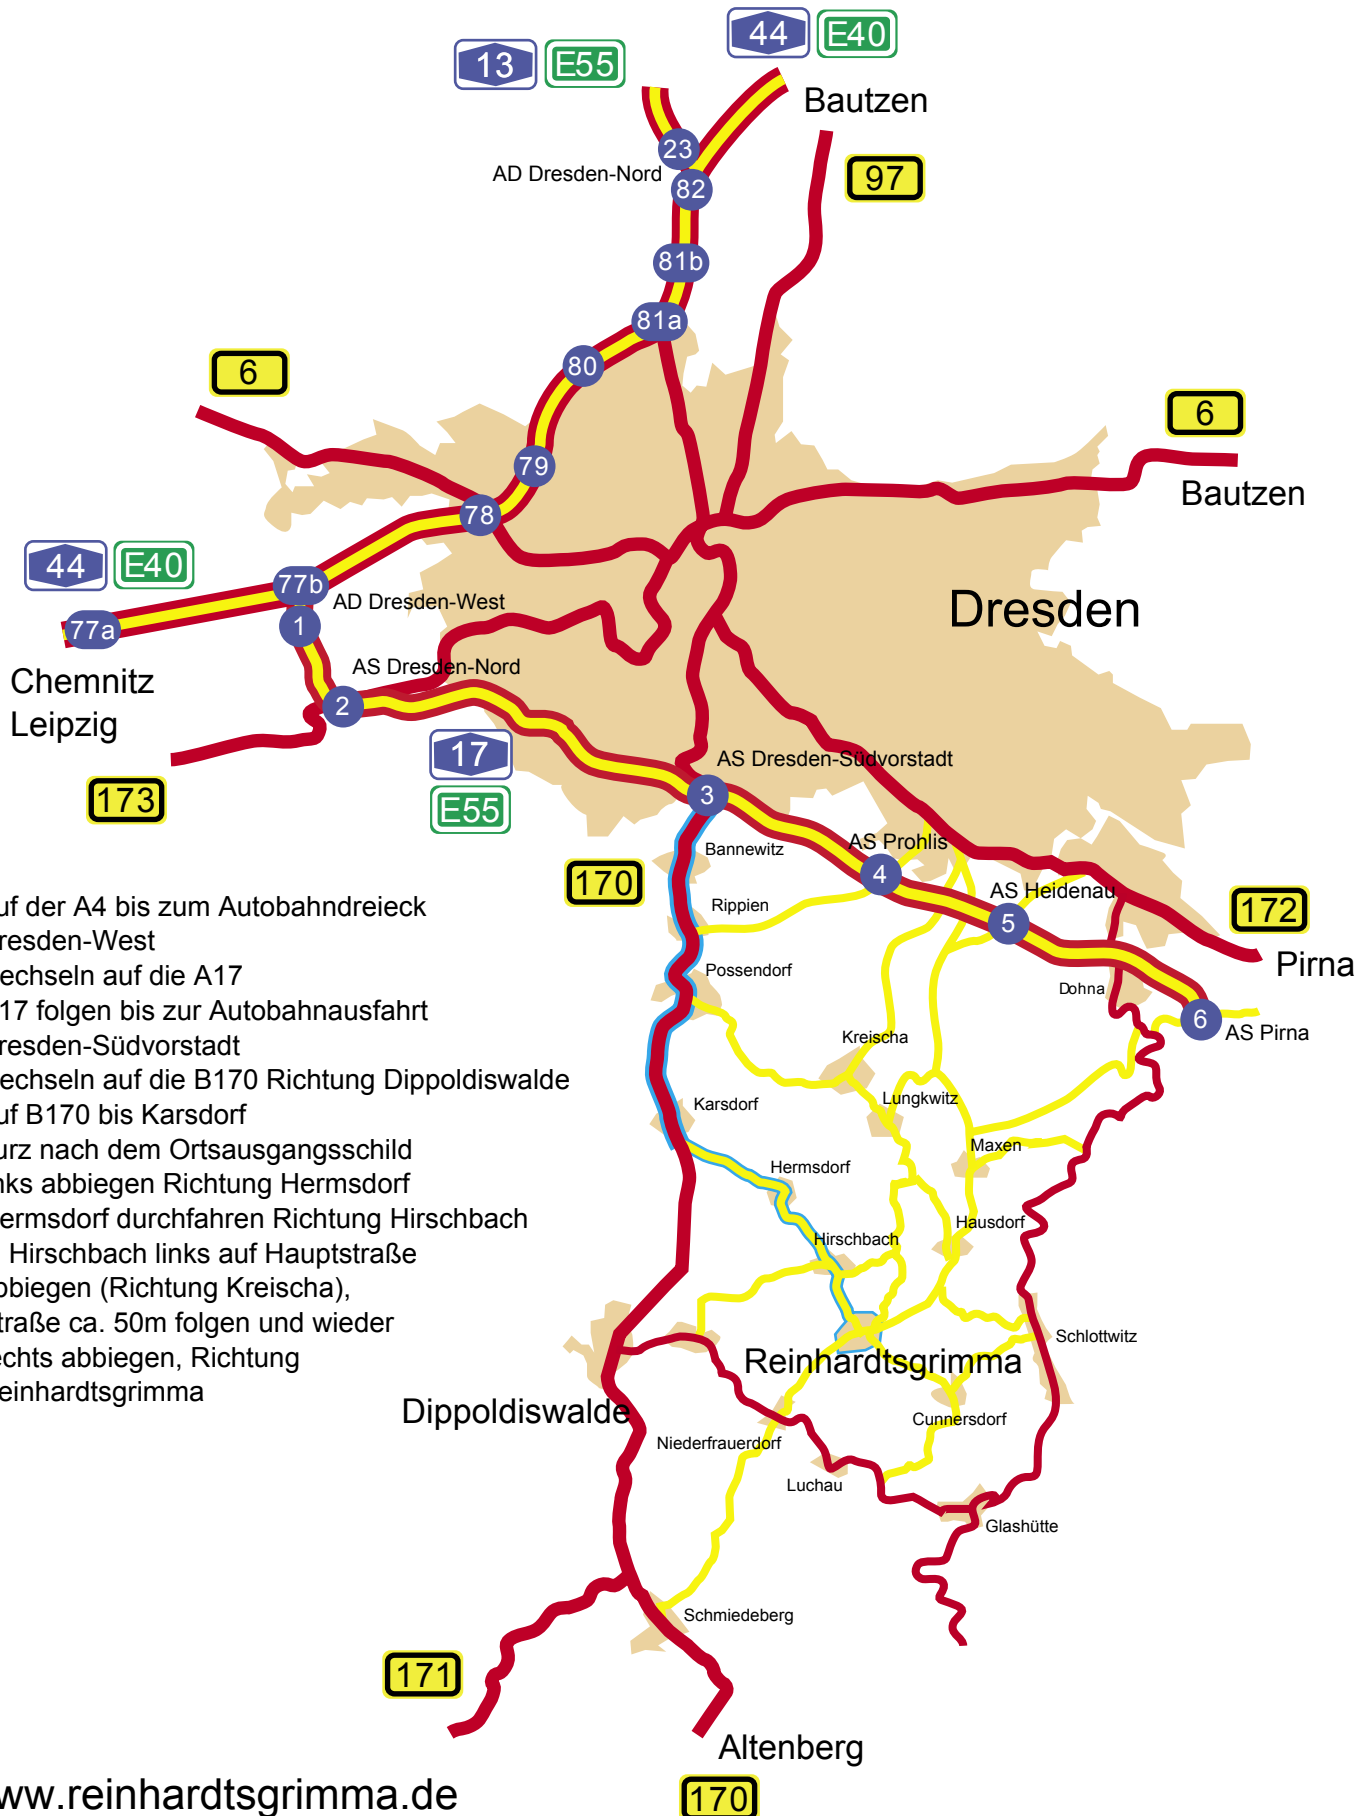 44 E40
13 E55
Bautzen
23
AD Dresden-Nord
82
97
81b
81a
80
6
6
79
Bautzen
78
44 E40
77b
AD Dresden-West
Dresden
77a
1
AS Dresden-Nord
Chemnitz
Leipzig
2
17
E55
AS Dresden-Südvorstadt
173
3
Bannewitz
AS Prohlis
170
4
AS Heidenau
Rippien
172
5
Pirna
Possendorf
Dohna
6
AS Pirna
Kreischa
Karsdorf
Lungkwitz
Maxen
Hermsdorf
Hausdorf
Hirschbach
Schlottwitz
Reinhardtsgrimma
Dippoldiswalde
Cunnersdorf
Niederfrauerdorf
Luchau
Glashütte
Schmiedeberg
171
Altenberg
170
uf der A4 bis zum Autobahndreieck
resden-West
echseln auf die A17
17 folgen bis zur Autobahnausfahrt
resden-Südvorstadt
echseln auf die B170 Richtung Dippoldiswalde
uf B170 bis Karsdorf
urz nach dem Ortsausgangsschild
nks abbiegen Richtung Hermsdorf
ermsdorf durchfahren Richtung Hirschbach
Hirschbach links auf Hauptstraße
bbiegen (Richtung Kreischa),
traße ca. 50m folgen und wieder
echts abbiegen, Richtung
einhardtsgrimma
ww.reinhardtsgrimma.de